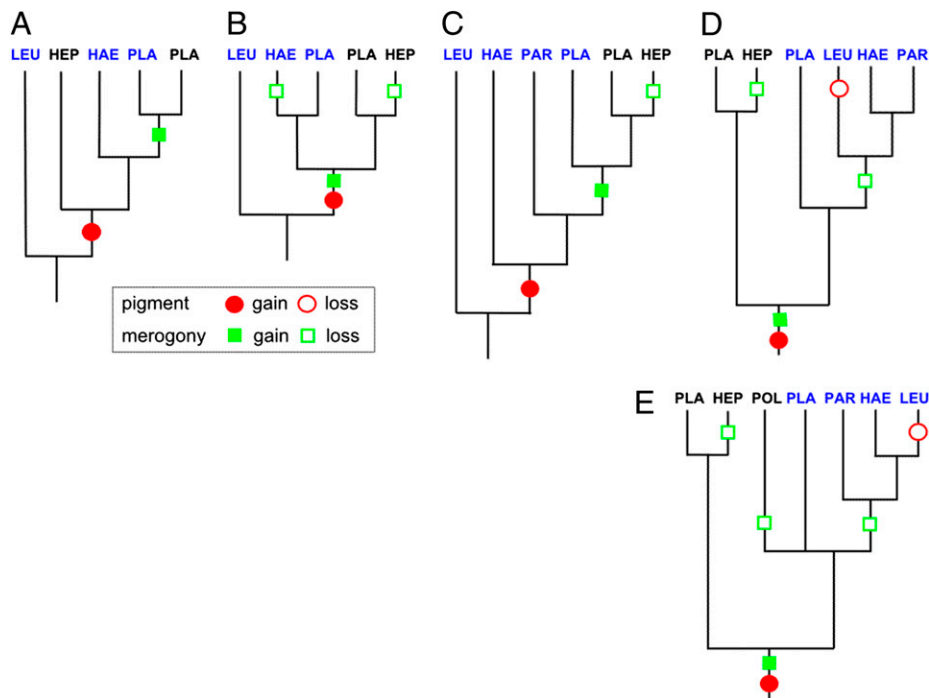 A
LEU HEP HAE PLA PLA
B
LEU HAE PLA PLA HEP
C
LEU HAE PAR PLA PLA HEP
D
PLA HEP PLA LEU HAE PAR
pigment gain loss
merogony gain loss
E
PLA HEP POL PLA PAR HAE LEU